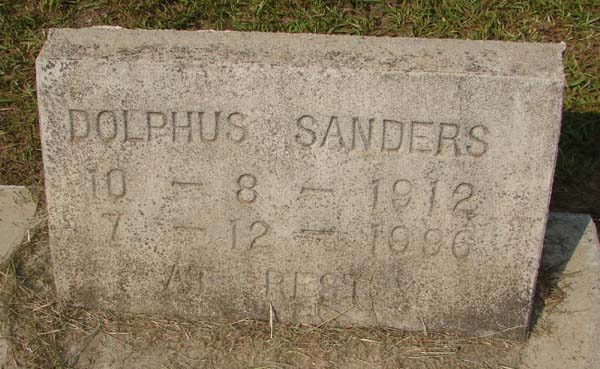 DOLPHUS SANDERS
10 - 8 - 1912
7 - 12 - 1996
AT REST